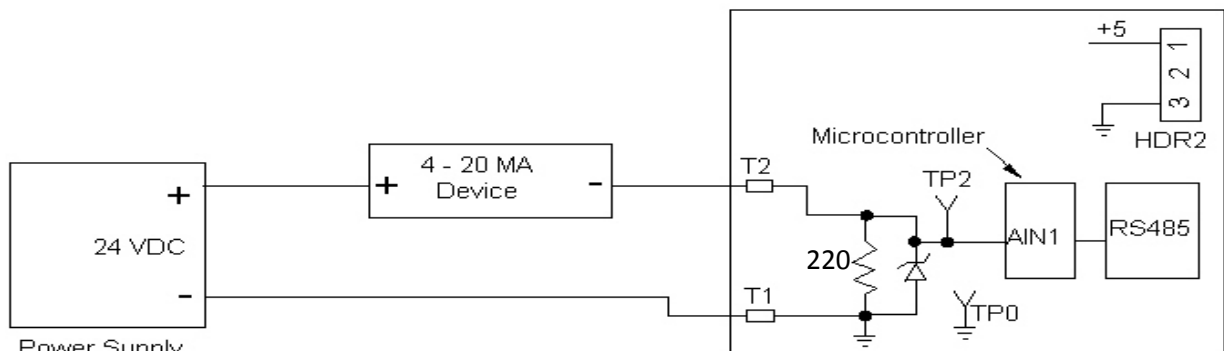 +5
1
2
3
HDR2
Microcontroller
4 - 20 MA
Device
+
-
T2
TP2
+
24 VDC
-
AIN1
RS485
220
T1
TP0
Power Supply